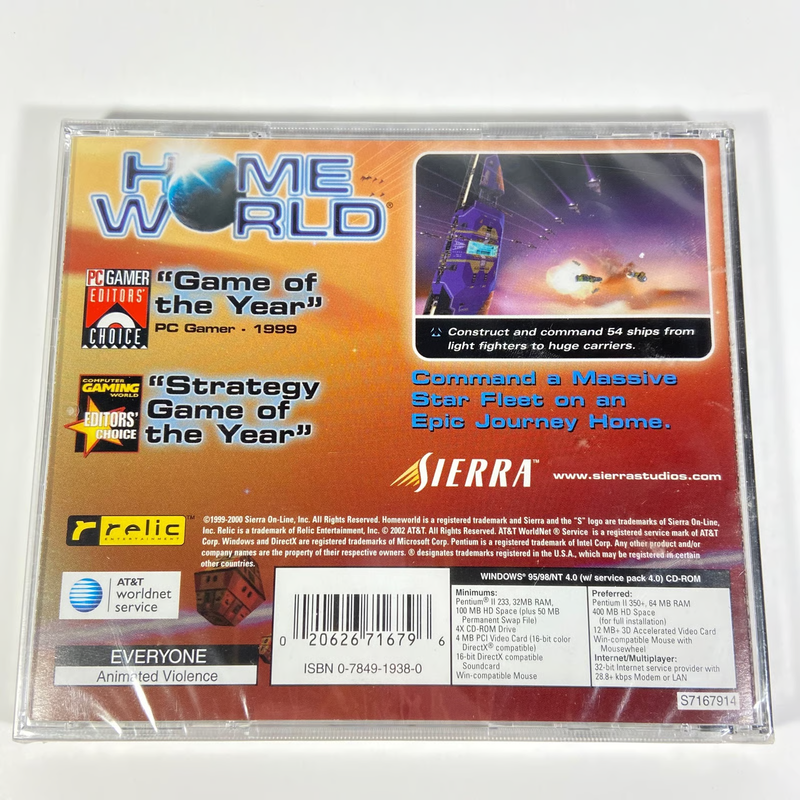 HOME
WORLD®
PC GAMER
EDITORS'
CHOICE
"Game of
the Year"
PC Gamer - 1999
COMPUTER
GAMING
WORLD
EDITORS'
CHOICE
"Strategy
Game of
the Year"
Construct and command 54 ships from
light fighters to huge carriers.
Command a Massive
Star Fleet on an
Epic Journey Home.
SIERRA™
www.sierrastudios.com
r relic™
ENTERTAINMENT
©1999-2000 Sierra On-Line, Inc. All Rights Reserved. Homeworld is a registered trademark and Sierra and the "S" logo are trademarks of Sierra On-Line,
Inc. Relic is a trademark of Relic Entertainment, Inc. © 2002 AT&T. All Rights Reserved. AT&T WorldNet ® Service is a registered service mark of AT&T
Corp. Windows and DirectX are registered trademarks of Microsoft Corp. Pentium is a registered trademark of Intel Corp. Any other product and/or
company names are the property of their respective owners. ® designates trademarks registered in the U.S.A., which may be registered in certain
other countries.
AT&T
worldnet
service
EVERYONE
Animated Violence
0 20626 71679 6
ISBN 0-7849-1938-0
WINDOWS® 95/98/NT 4.0 (w/ service pack 4.0) CD-ROM
Minimums:
Pentium® II 233, 32MB RAM,
100 MB HD Space (plus 50 MB
Permanent Swap File)
4X CD-ROM Drive
4 MB PCI Video Card (16-bit color
DirectX® compatible)
16-bit DirectX compatible
Soundcard
Win-compatible Mouse
Preferred:
Pentium II 350+, 64 MB RAM
400 MB HD Space
(for full installation)
12 MB+ 3D Accelerated Video Card
Win-compatible Mouse with
Mousewheel
Internet/Multiplayer:
32-bit Internet service provider with
28.8+ kbps Modem or LAN
S7167914